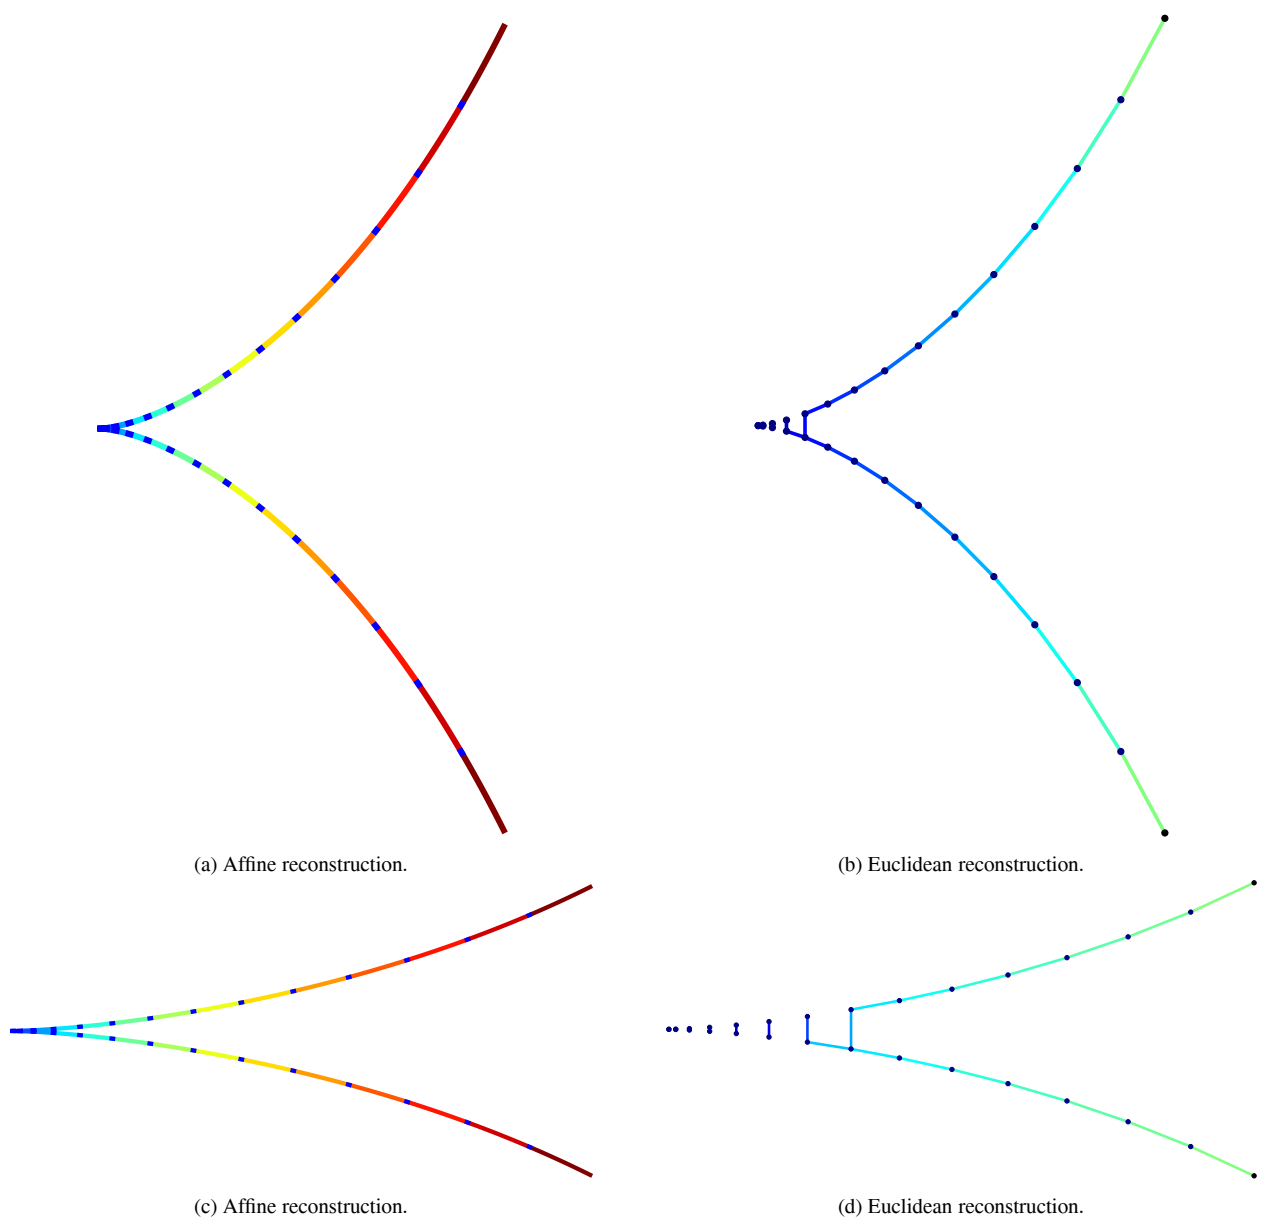 (a) Affine reconstruction.
(b) Euclidean reconstruction.
(c) Affine reconstruction.
(d) Euclidean reconstruction.